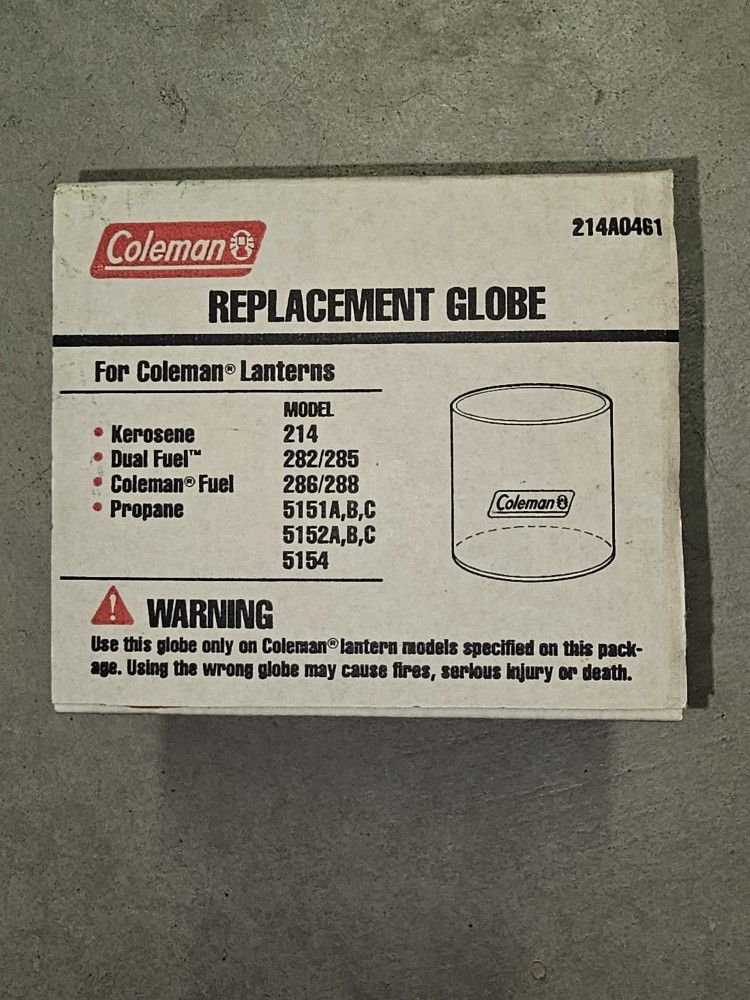 Coleman
214A0461
REPLACEMENT GLOBE
For Coleman® Lanterns
MODEL
• Kerosene 214
• Dual Fuel™ 282/285
• Coleman® Fuel 286/288
• Propane 5151A,B,C
5152A,B,C
5154
Coleman
WARNING
Use this globe only on Coleman® lantern models specified on this pack-
age. Using the wrong globe may cause fires, serious injury or death.